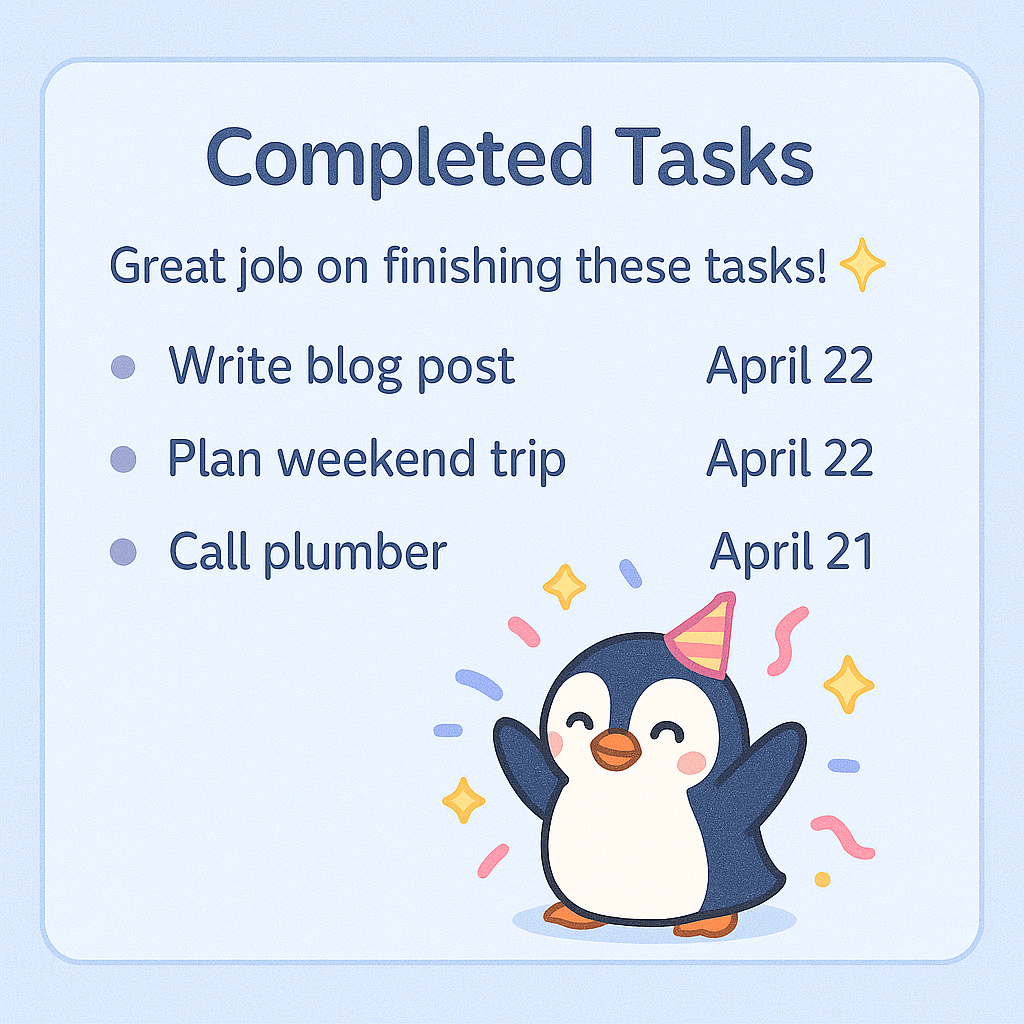 Completed Tasks
Great job on finishing these tasks!
Write blog post April 22
Plan weekend trip April 22
Call plumber April 21